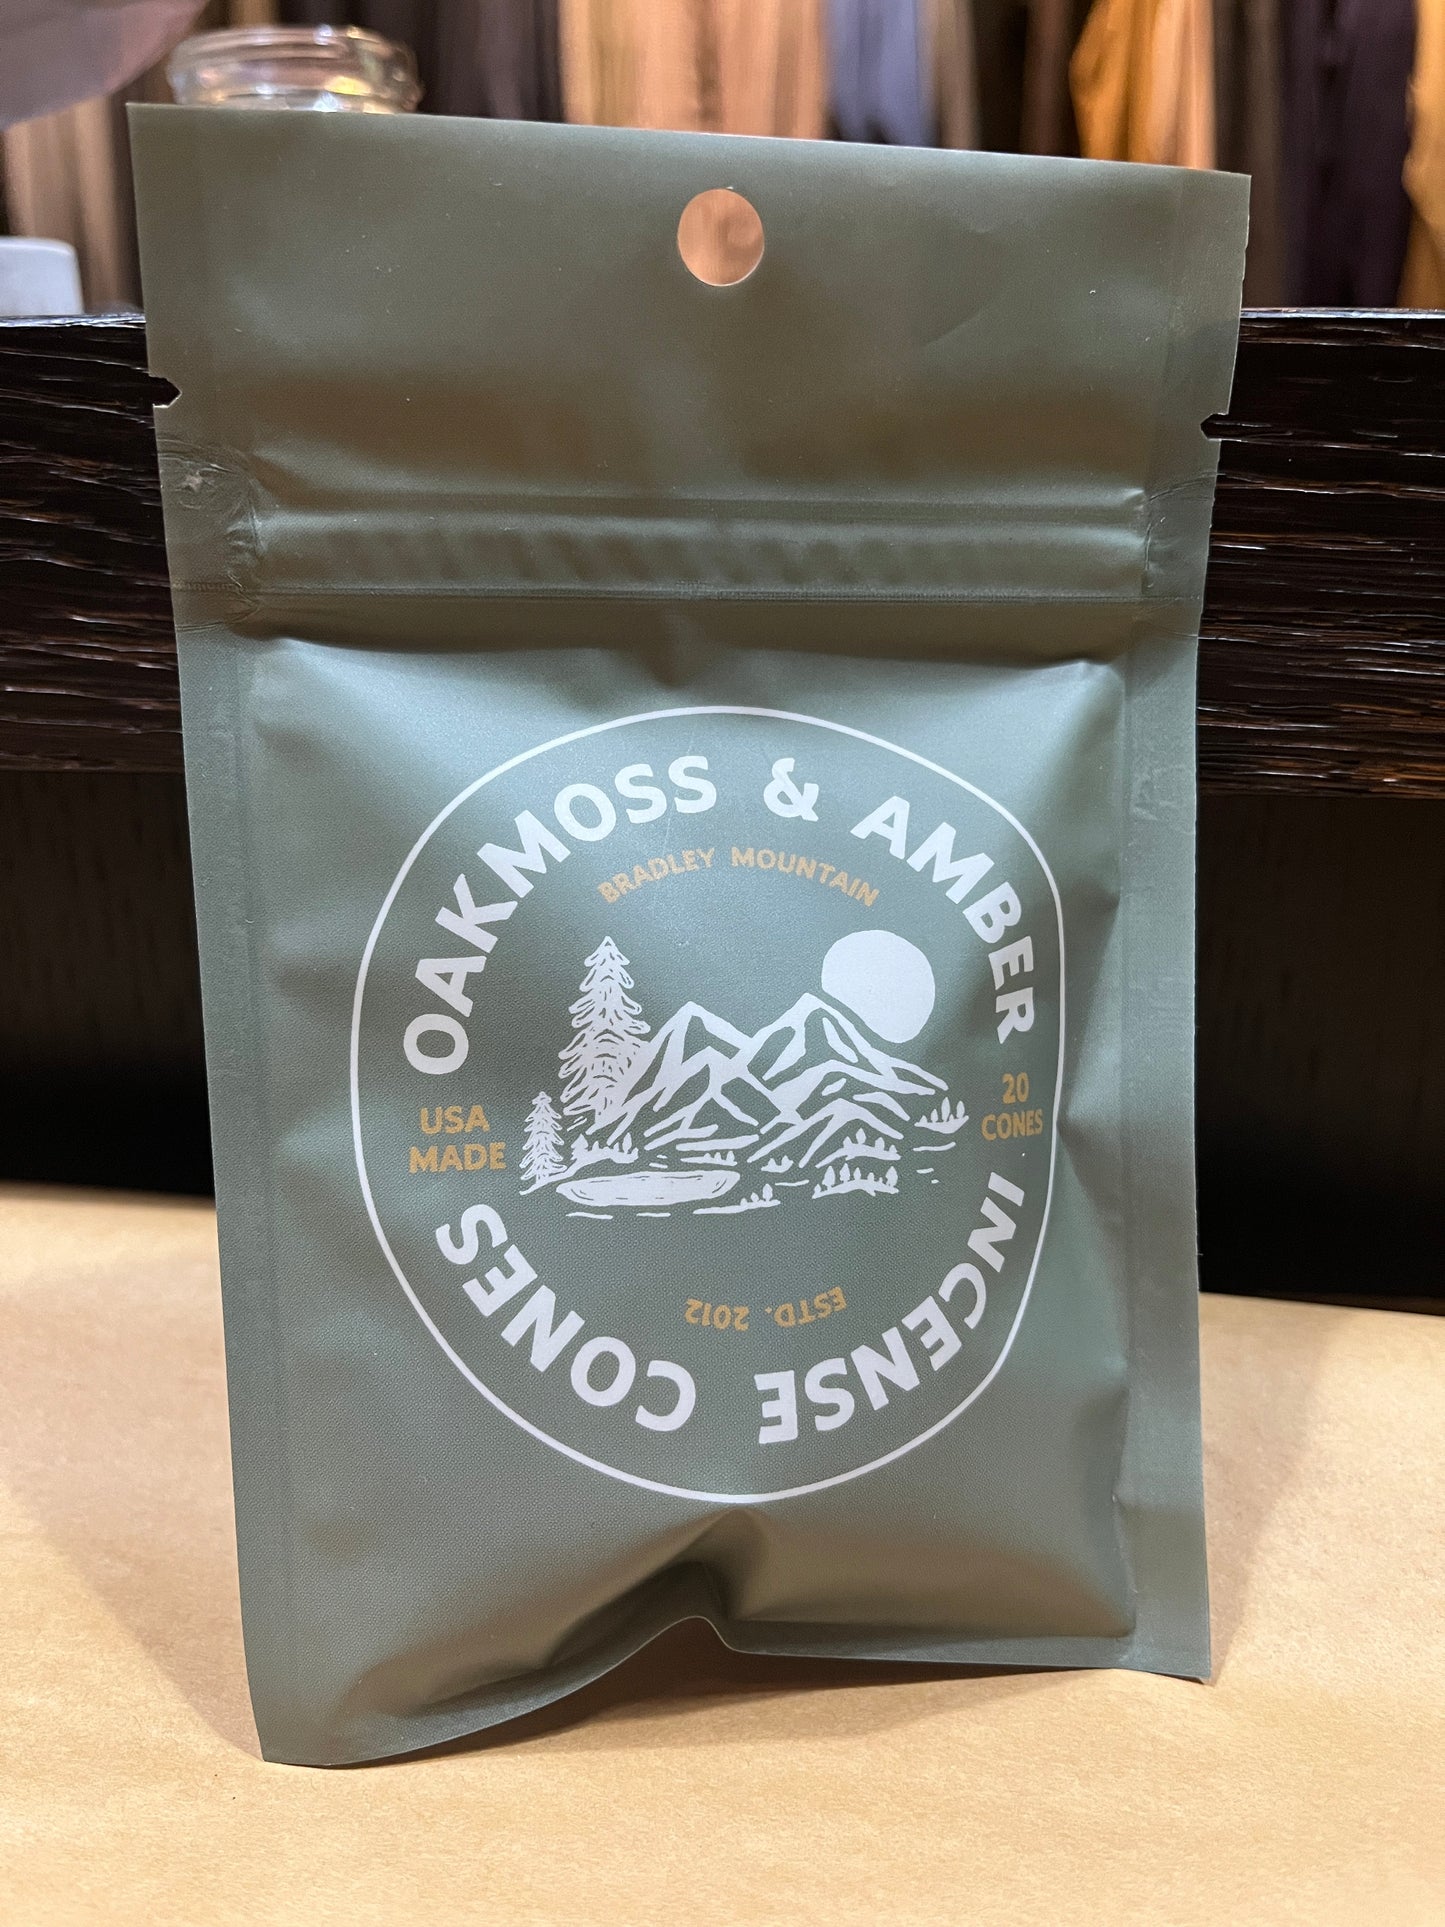 OAKMOSS & AMBER
BRADLEY MOUNTAIN
USA
MADE
20
CONES
ESTD. 2012
INCENSE CONES